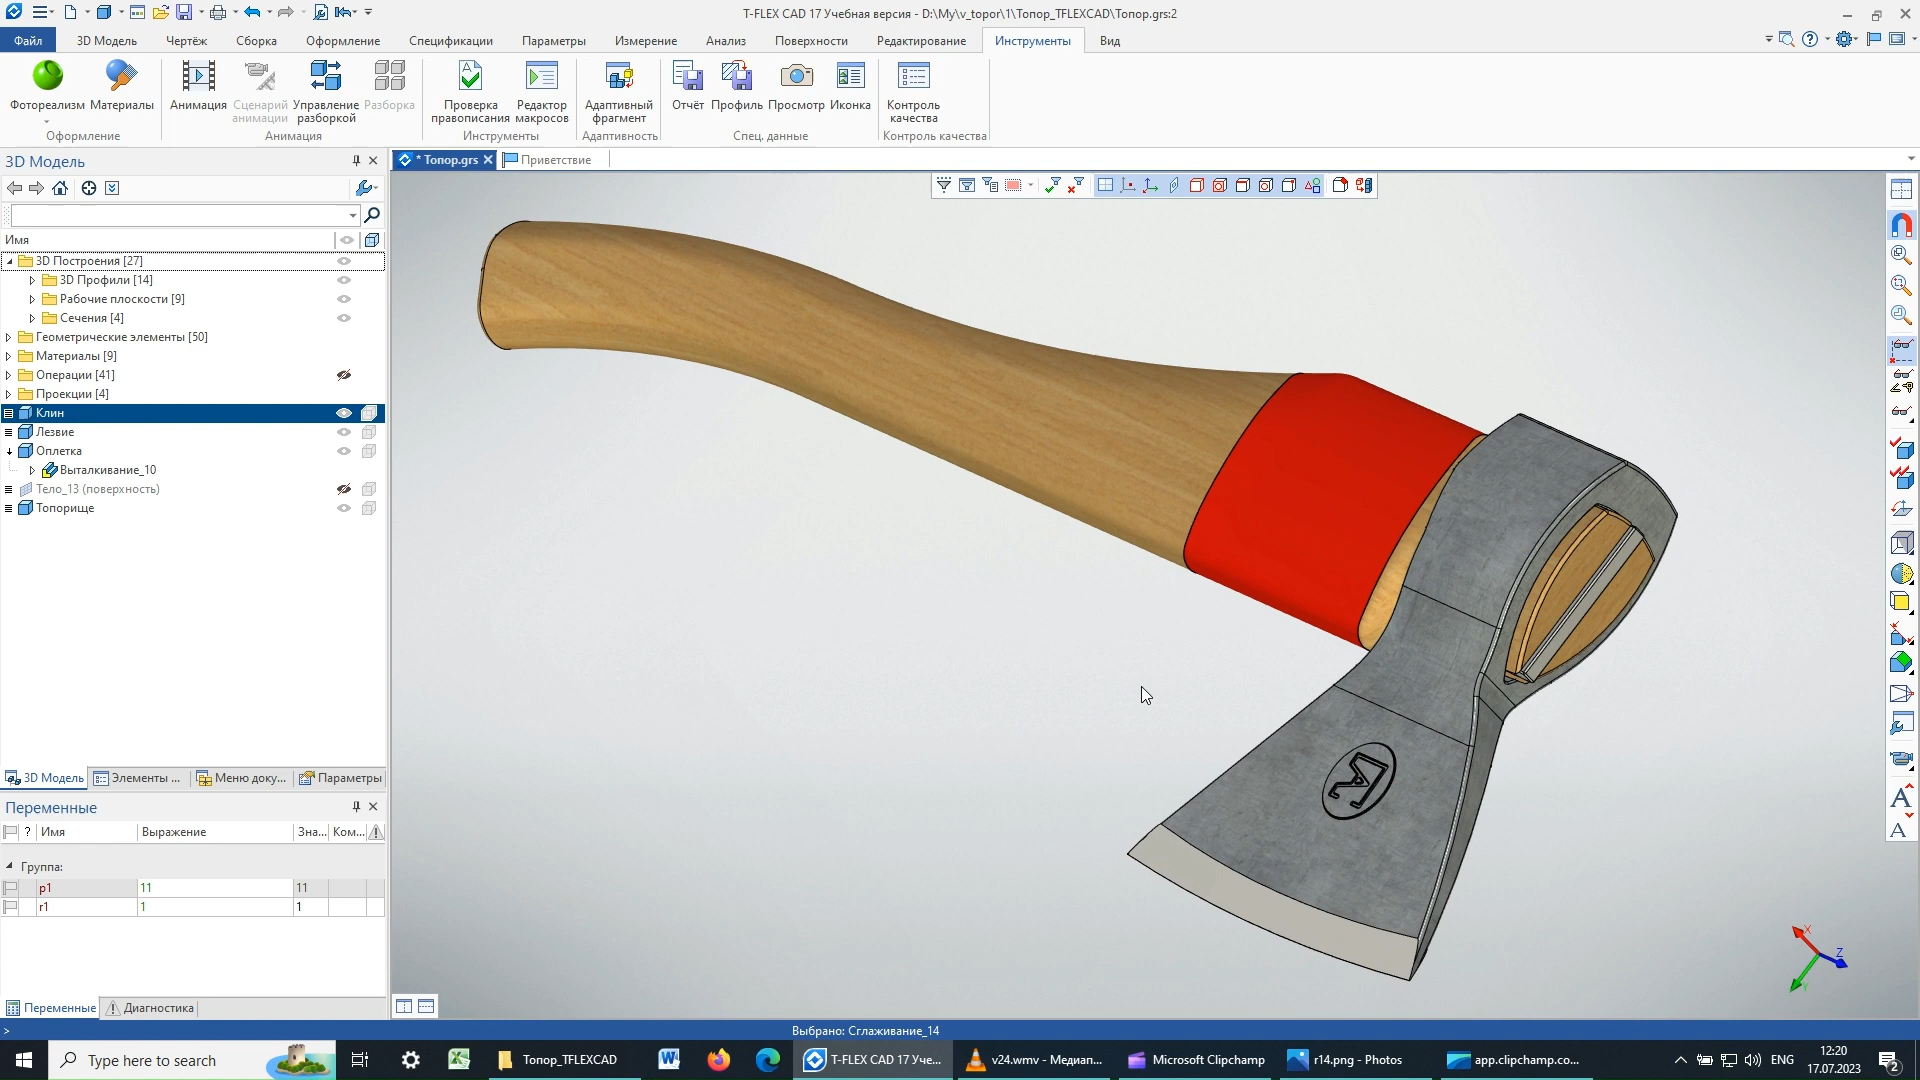 T-FLEX CAD 17 Учебная версия - D:\My\v_topor\1\Топор_TFLEXCAD\Топор.grs:2
Файл 3D Модель Чертёж Сборка Оформление Спецификации Параметры Измерение Анализ Поверхности Редактирование Инструменты Вид
Фотореализм Материалы Анимация Сценарий анимации Управление разборкой Разборка Проверка правописания Редактор макросов Адаптивный фрагмент Отчёт Профиль Просмотр Иконка Контроль качества
Оформление Анимация Инструменты Адаптивность Спец. данные Контроль качества
3D Модель
* Топор.grs Приветствие
Имя
3D Построения [27]
3D Профили [14]
Рабочие плоскости [9]
Сечения [4]
Геометрические элементы [50]
Материалы [9]
Операции [41]
Проекции [4]
Клин
Лезвие
Оплетка
Выталкивание_10
Тело_13 (поверхность)
Топорище
3D Модель Элементы ... Меню доку... Параметры
Переменные
? Имя Выражение Зна... Ком...
Группа:
p1 11 11
r1 1 1
X
Z
Y
Переменные Диагностика
> Выбрано: Сглаживание_14
Type here to search Топор_TFLEXCAD T-FLEX CAD 17 Уче... v24.wmv - Медиап... Microsoft Clipchamp r14.png - Photos app.clipchamp.co... ENG 12:20
17.07.2023 2